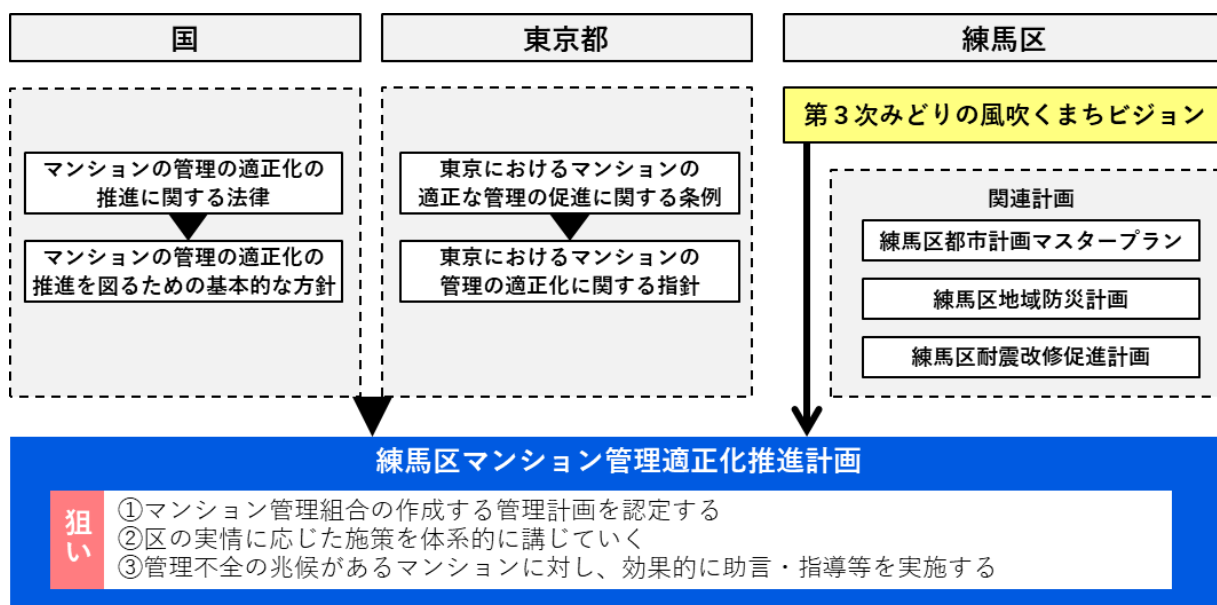 国
東京都
練馬区
マンションの管理の適正化の
推進に関する法律
マンションの管理の適正化の
推進を図るための基本的な方針
東京におけるマンションの
適正な管理の促進に関する条例
東京におけるマンションの
管理の適正化に関する指針
第３次みどりの風吹くまちビジョン
関連計画
練馬区都市計画マスタープラン
練馬区地域防災計画
練馬区耐震改修促進計画
練馬区マンション管理適正化推進計画
狙い
①マンション管理組合の作成する管理計画を認定する
②区の実情に応じた施策を体系的に講じていく
③管理不全の兆候があるマンションに対し、効果的に助言・指導等を実施する